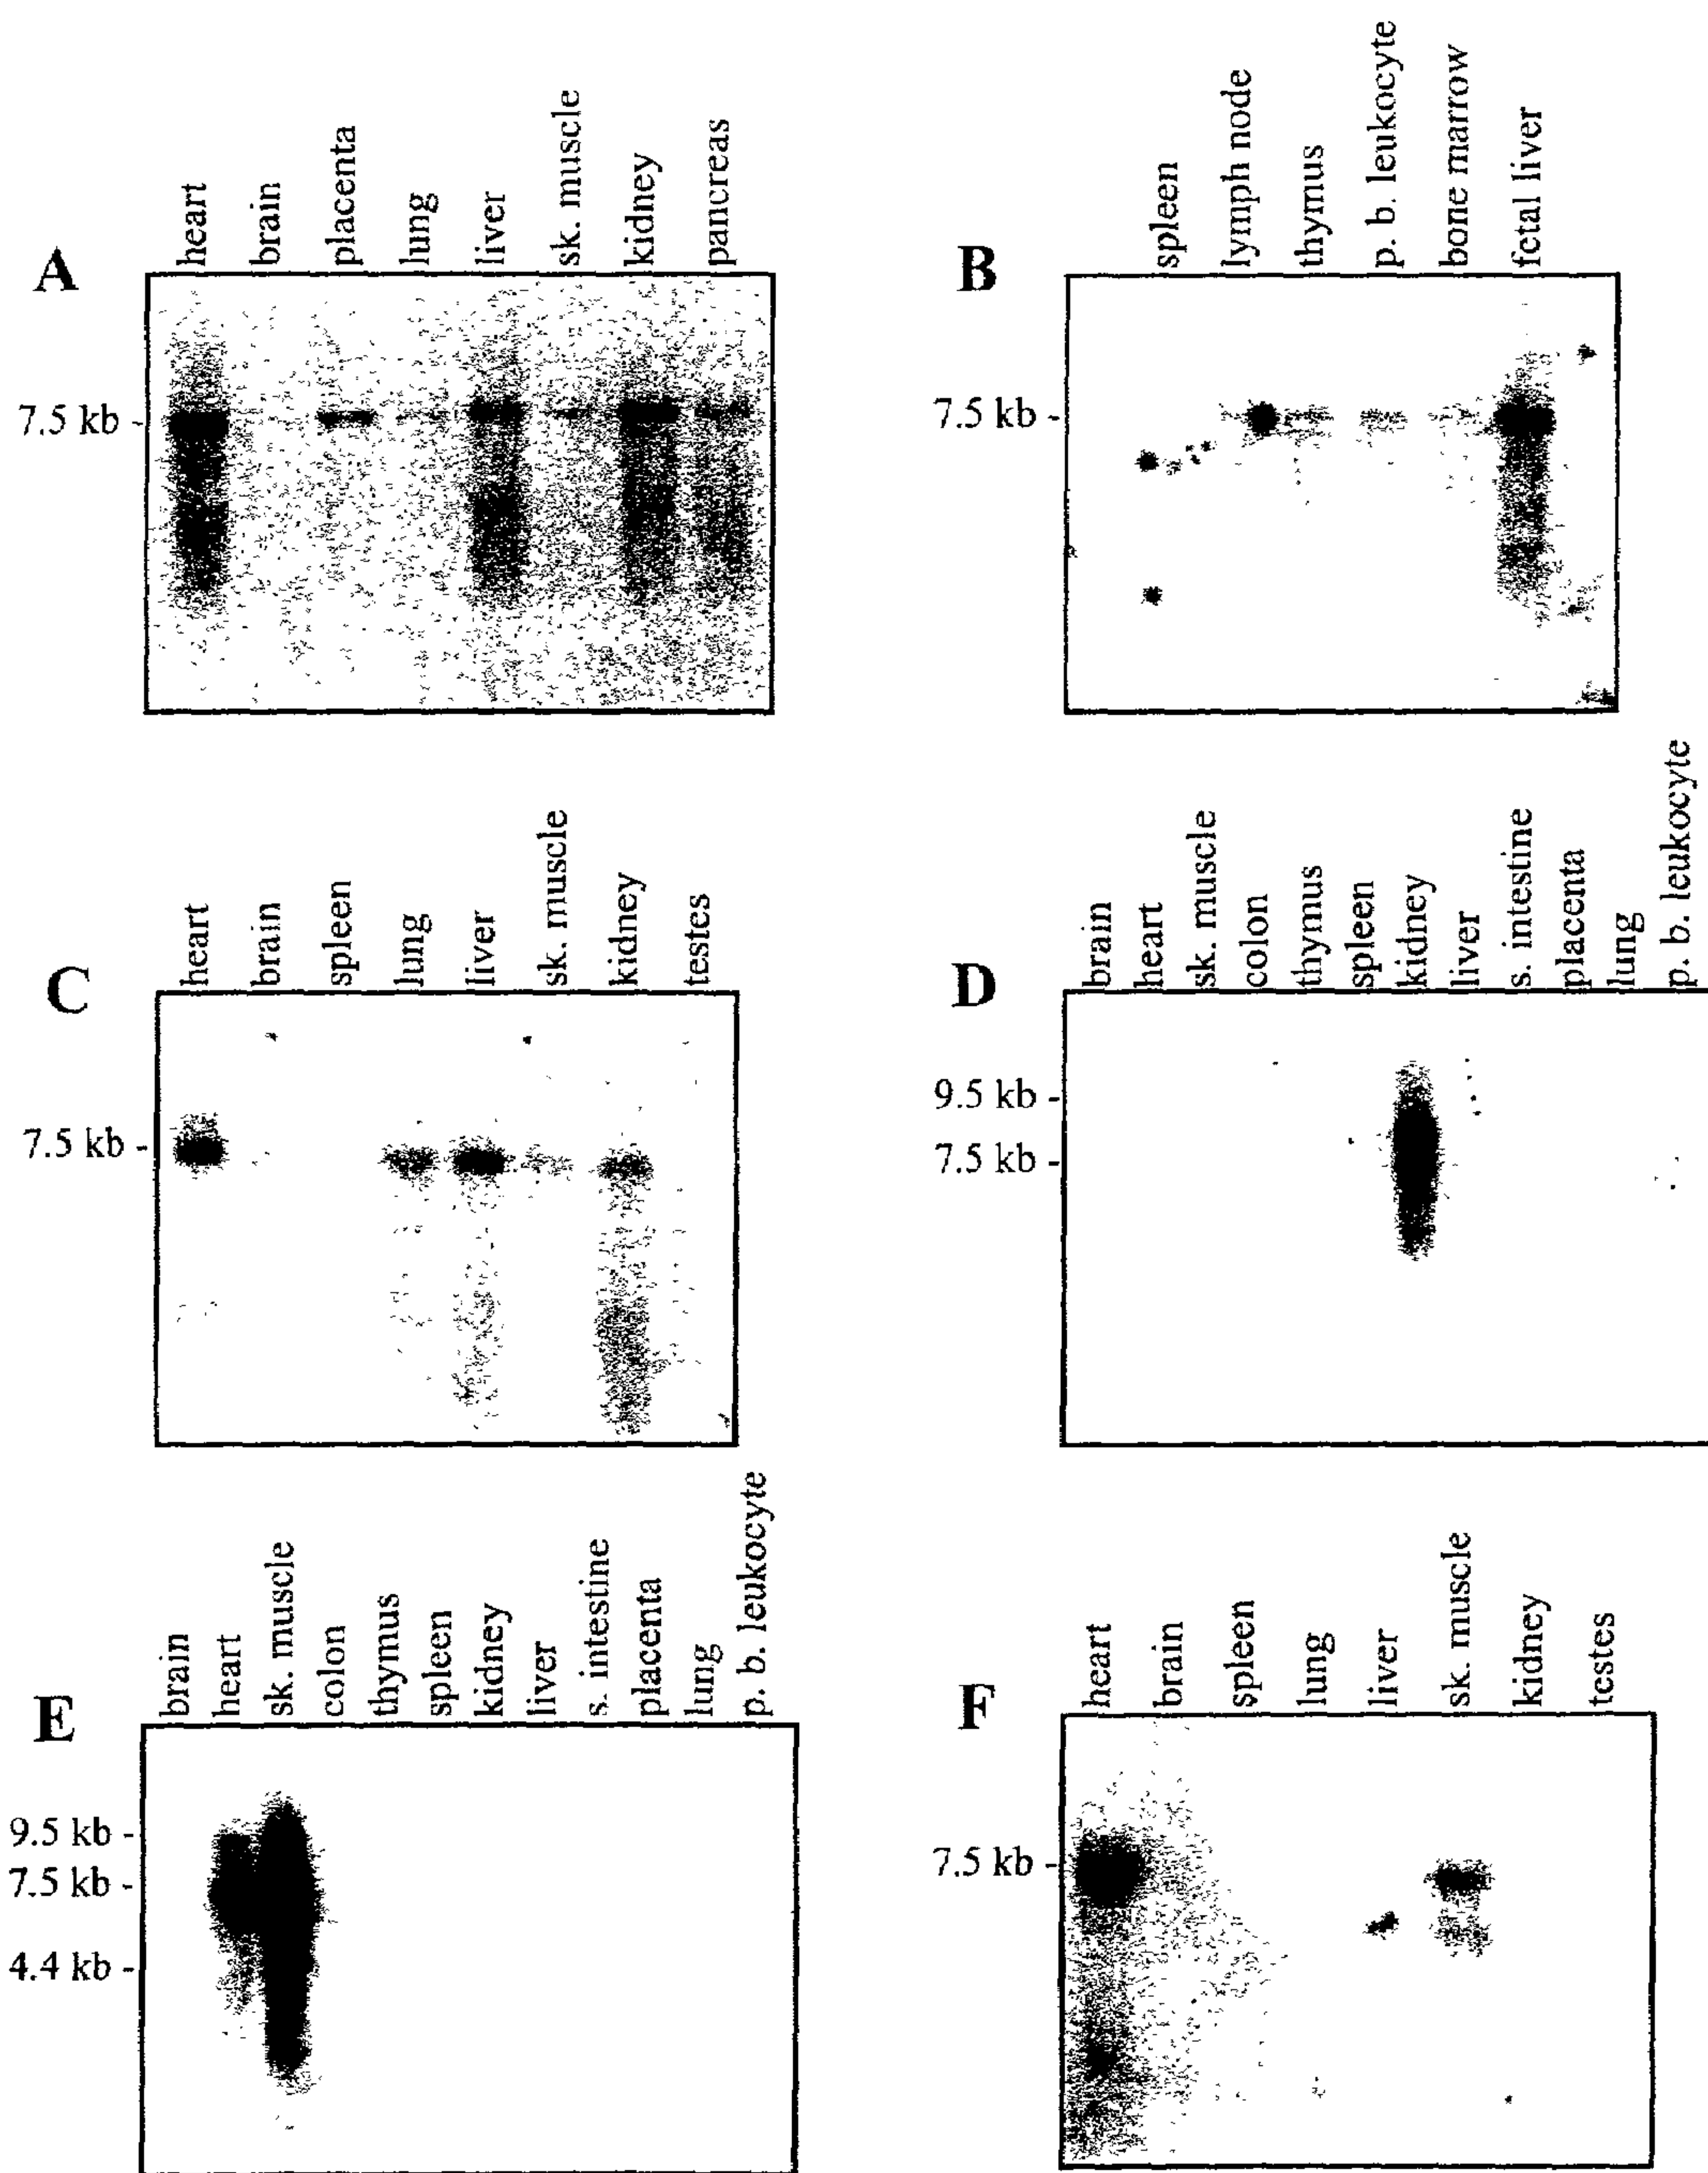 A
heart
brain
placenta
lung
liver
sk. muscle
kidney
pancreas
7.5 kb -
B
spleen
lymph node
thymus
p. b. leukocyte
bone marrow
fetal liver
7.5 kb -
C
heart
brain
spleen
lung
liver
sk. muscle
kidney
testes
7.5 kb -
D
brain
heart
sk. muscle
colon
thymus
spleen
kidney
liver
s. intestine
placenta
lung
p. b. leukocyte
9.5 kb -
7.5 kb -
E
brain
heart
sk. muscle
colon
thymus
spleen
kidney
liver
s. intestine
placenta
lung
p. b. leukocyte
9.5 kb -
7.5 kb -
4.4 kb -
F
heart
brain
spleen
lung
liver
sk. muscle
kidney
testes
7.5 kb -